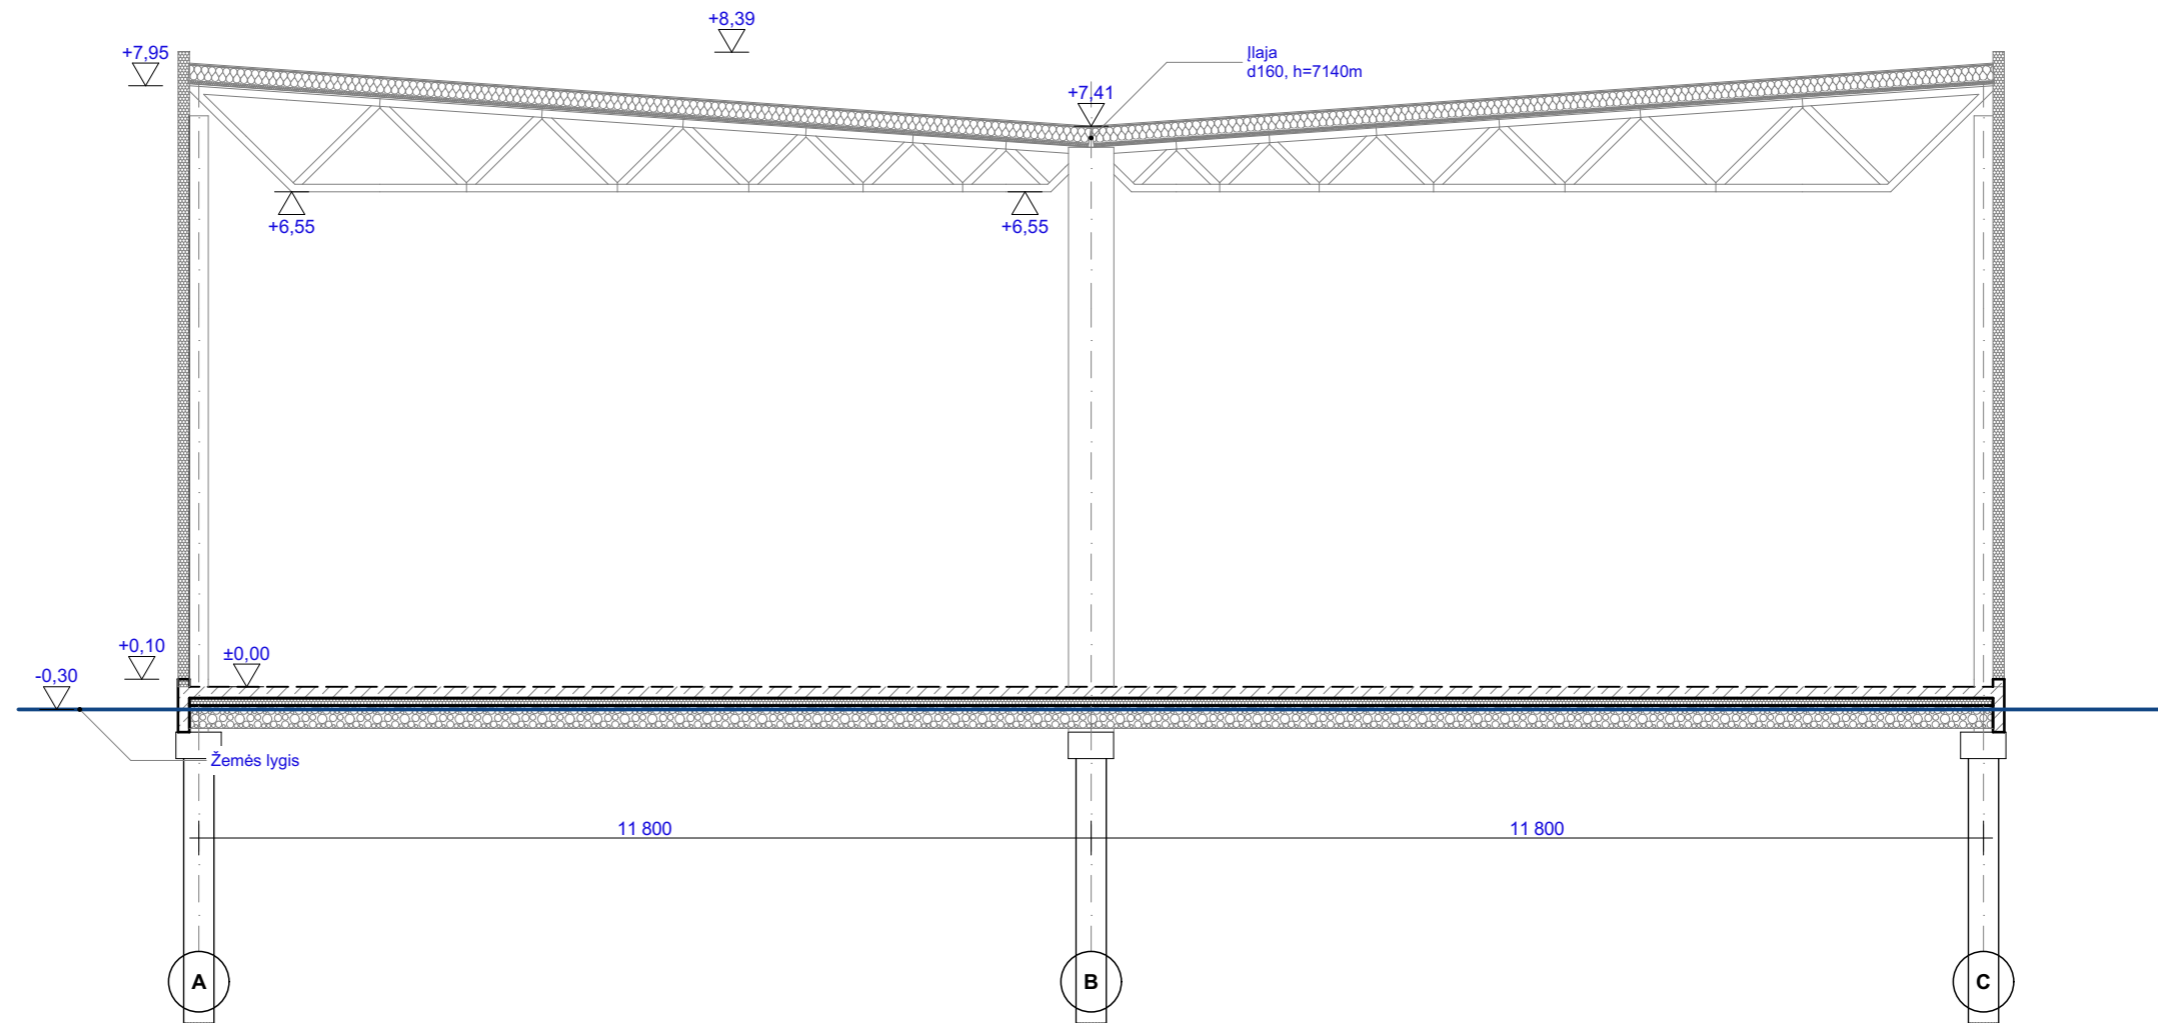 +8,39
+7,95
Įlaja
d160, h=7140m
+7,41
+6,55
+6,55
+0,10
±0,00
-0,30
Žemės lygis
11 800
11 800
A
B
C